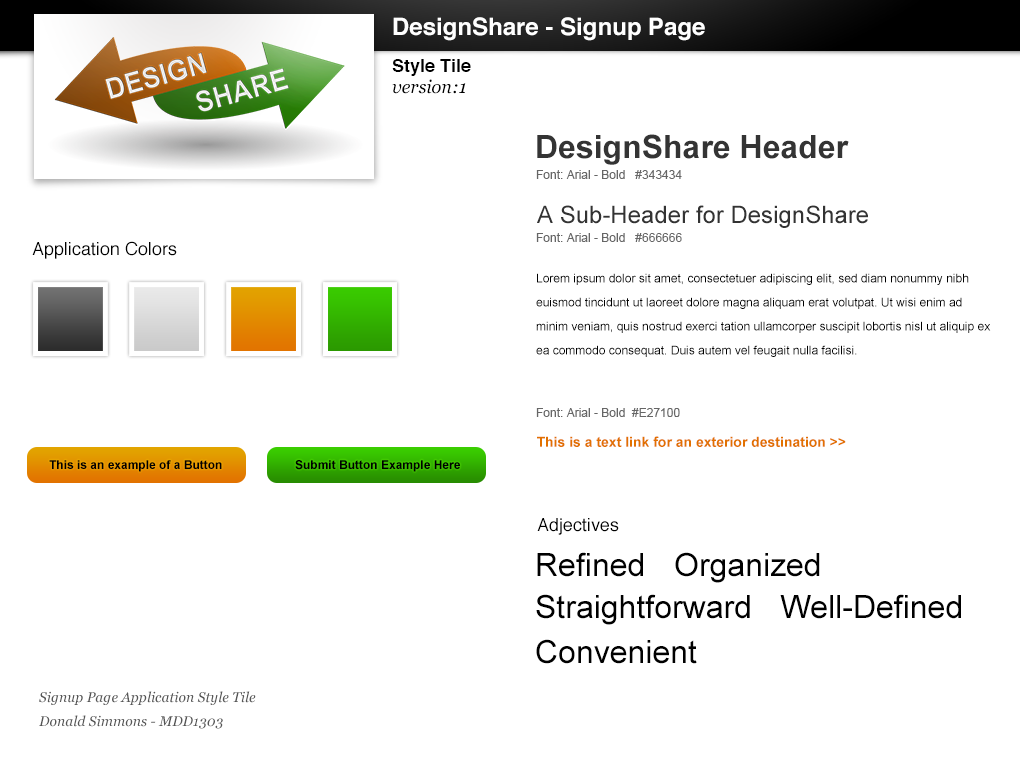 DesignShare - Signup Page
DESIGN
SHARE
Style Tile
version:1
DesignShare Header
Font: Arial - Bold #343434
A Sub-Header for DesignShare
Font: Arial - Bold #666666
Application Colors
Lorem ipsum dolor sit amet, consectetuer adipiscing elit, sed diam nonummy nibh
euismod tincidunt ut laoreet dolore magna aliquam erat volutpat. Ut wisi enim ad
minim veniam, quis nostrud exerci tation ullamcorper suscipit lobortis nisl ut aliquip ex
ea commodo consequat. Duis autem vel feugait nulla facilisi.
Font: Arial - Bold #E27100
This is a text link for an exterior destination >>
This is an example of a Button
Submit Button Example Here
Adjectives
Refined Organized
Straightforward Well-Defined
Convenient
Signup Page Application Style Tile
Donald Simmons - MDD1303